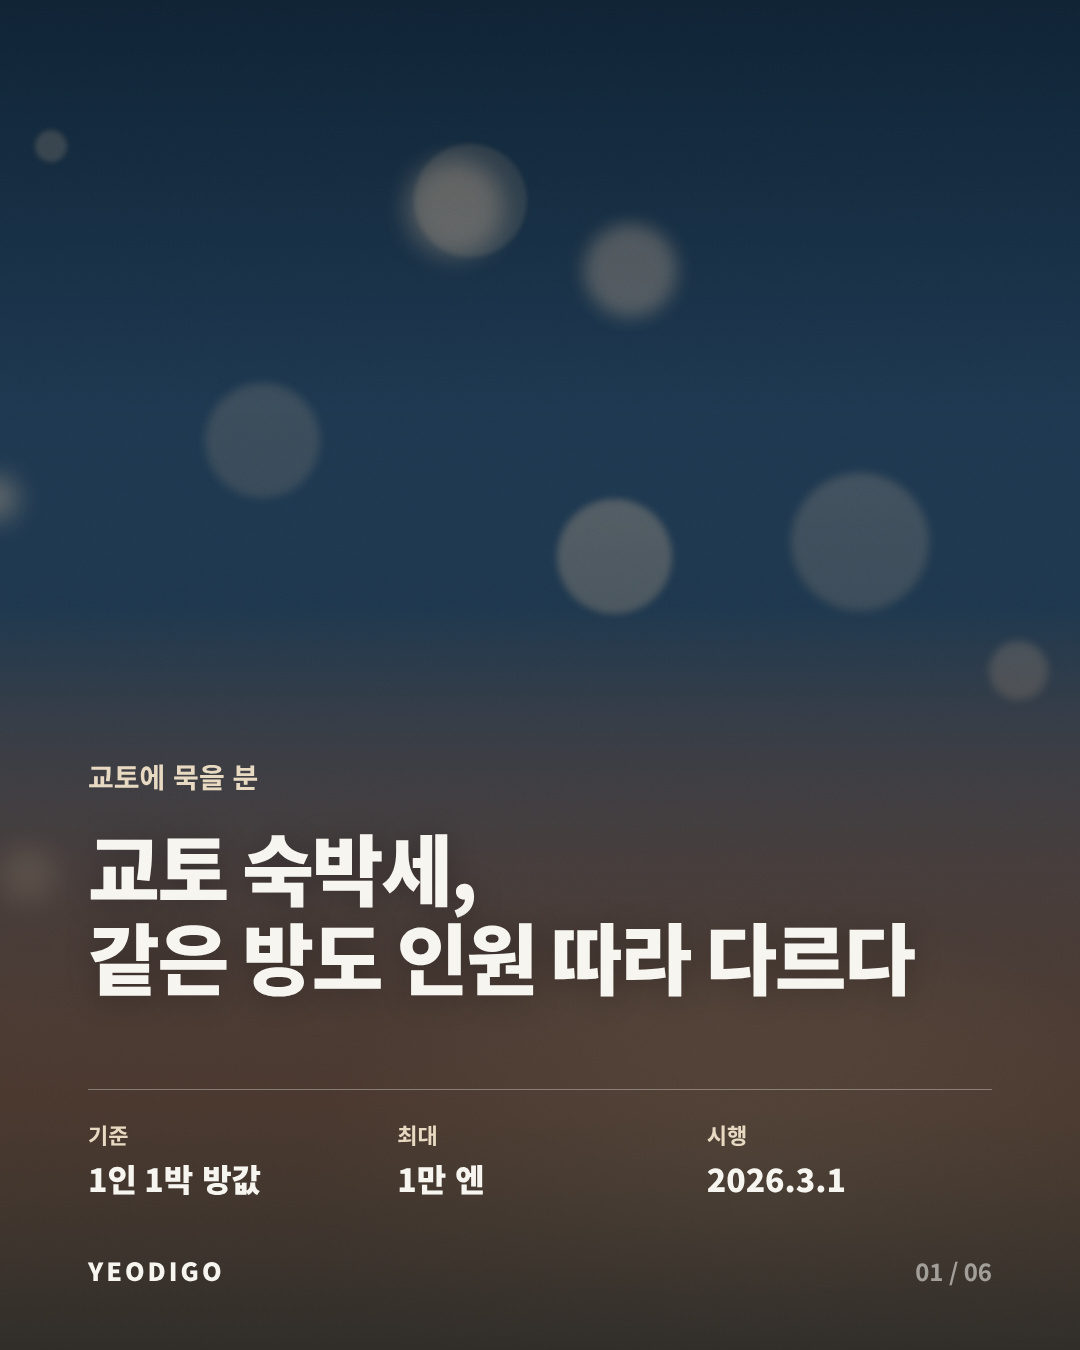 교토에 묵을 분
교토 숙박세,
같은 방도 인원 따라 다르다
기준
1인 1박 방값
최대
1만 엔
시행
2026.3.1
YEODIGO
01 / 06